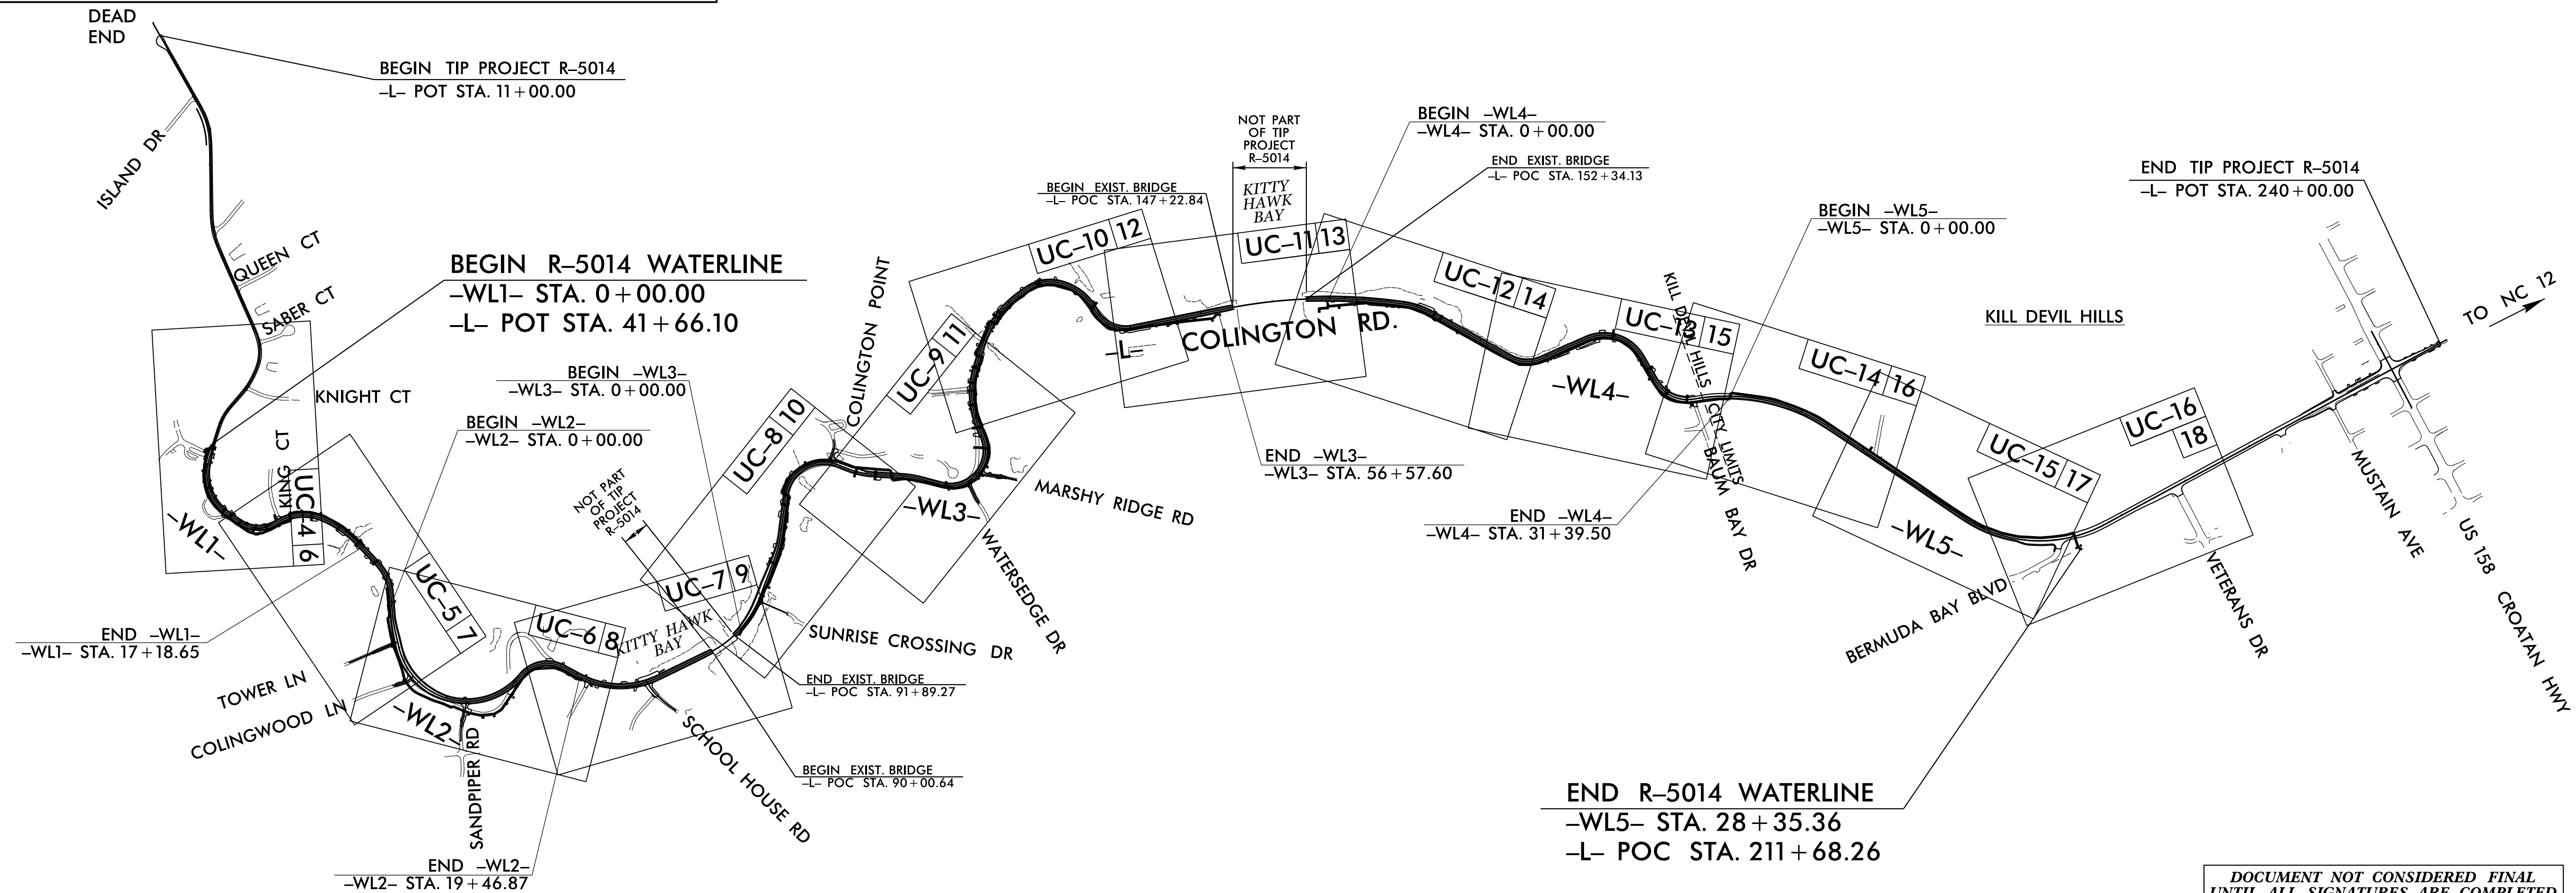 DEAD
END
BEGIN TIP PROJECT R–5014
–L– POT STA. 11+00.00
ISLAND DR
QUEEN CT
SABER CT
KNIGHT CT
KING CT
BEGIN R–5014 WATERLINE
–WL1– STA. 0+00.00
–L– POT STA. 41+66.10
BEGIN –WL3–
–WL3– STA. 0+00.00
BEGIN –WL2–
–WL2– STA. 0+00.00
–WL1–
UC–4 6
END –WL1–
–WL1– STA. 17+18.65
UC–5 7
TOWER LN
COLINGWOOD LN
–WL2–
SANDPIPER RD
END –WL2–
–WL2– STA. 19+46.87
UC–6 8
KITTY HAWK
BAY
NOT PART
OF TIP
PROJECT
R–5014
UC–7 9
SCHOOL HOUSE RD
BEGIN EXIST. BRIDGE
–L– POC STA. 90+00.64
END EXIST. BRIDGE
–L– POC STA. 91+89.27
SUNRISE CROSSING DR
UC–8 10
COLINGTON POINT
UC–9 11
–WL3–
WATERSEDGE DR
MARSHY RIDGE RD
UC–10 12
BEGIN EXIST. BRIDGE
–L– POC STA. 147+22.84
NOT PART
OF TIP
PROJECT
R–5014
KITTY
HAWK
BAY
UC–11 13
–L– COLINGTON RD.
END –WL3–
–WL3– STA. 56+57.60
BEGIN –WL4–
–WL4– STA. 0+00.00
END EXIST. BRIDGE
–L– POC STA. 152+34.13
UC–12 14
–WL4–
UC–13 15
KILL DEVIL HILLS CITY LIMITS
BAUM BAY DR
END –WL4–
–WL4– STA. 31+39.50
BEGIN –WL5–
–WL5– STA. 0+00.00
UC–14 16
–WL5–
UC–15 17
KILL DEVIL HILLS
UC–16
18
BERMUDA BAY BLVD
VETERANS DR
MUSTAIN AVE
US 158 CROATAN HWY
END TIP PROJECT R–5014
–L– POT STA. 240+00.00
TO NC 12
END R–5014 WATERLINE
–WL5– STA. 28+35.36
–L– POC STA. 211+68.26
DOCUMENT NOT CONSIDERED FINAL
UNTIL ALL SIGNATURES ARE COMPLETED